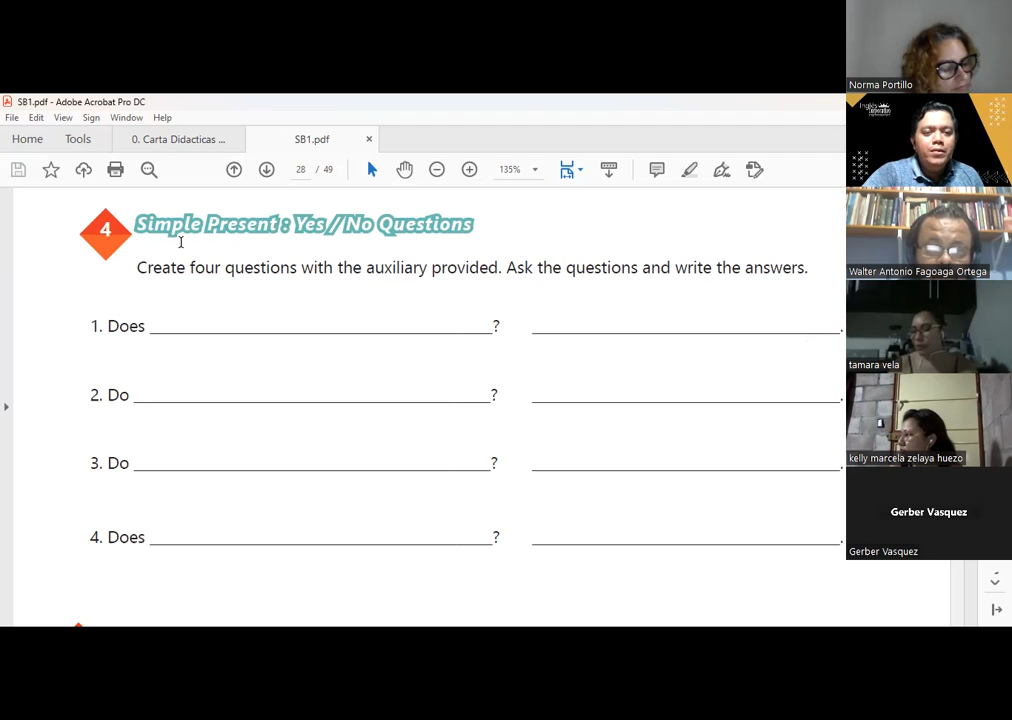 SB1.pdf - Adobe Acrobat Pro DC
File Edit View Sign Window Help
Home Tools 0. Carta Didacticas ... SB1.pdf ×
28 / 49 135%
4 Simple Present : Yes / No Questions
Create four questions with the auxiliary provided. Ask the questions and write the answers.
1. Does ? .
2. Do ? .
3. Do ? .
4. Does ? .
Norma Portillo
Inglés
Walter Antonio Fagoaga Ortega
tamara vela
kelly marcela zelaya huezo
Gerber Vasquez
Gerber Vasquez